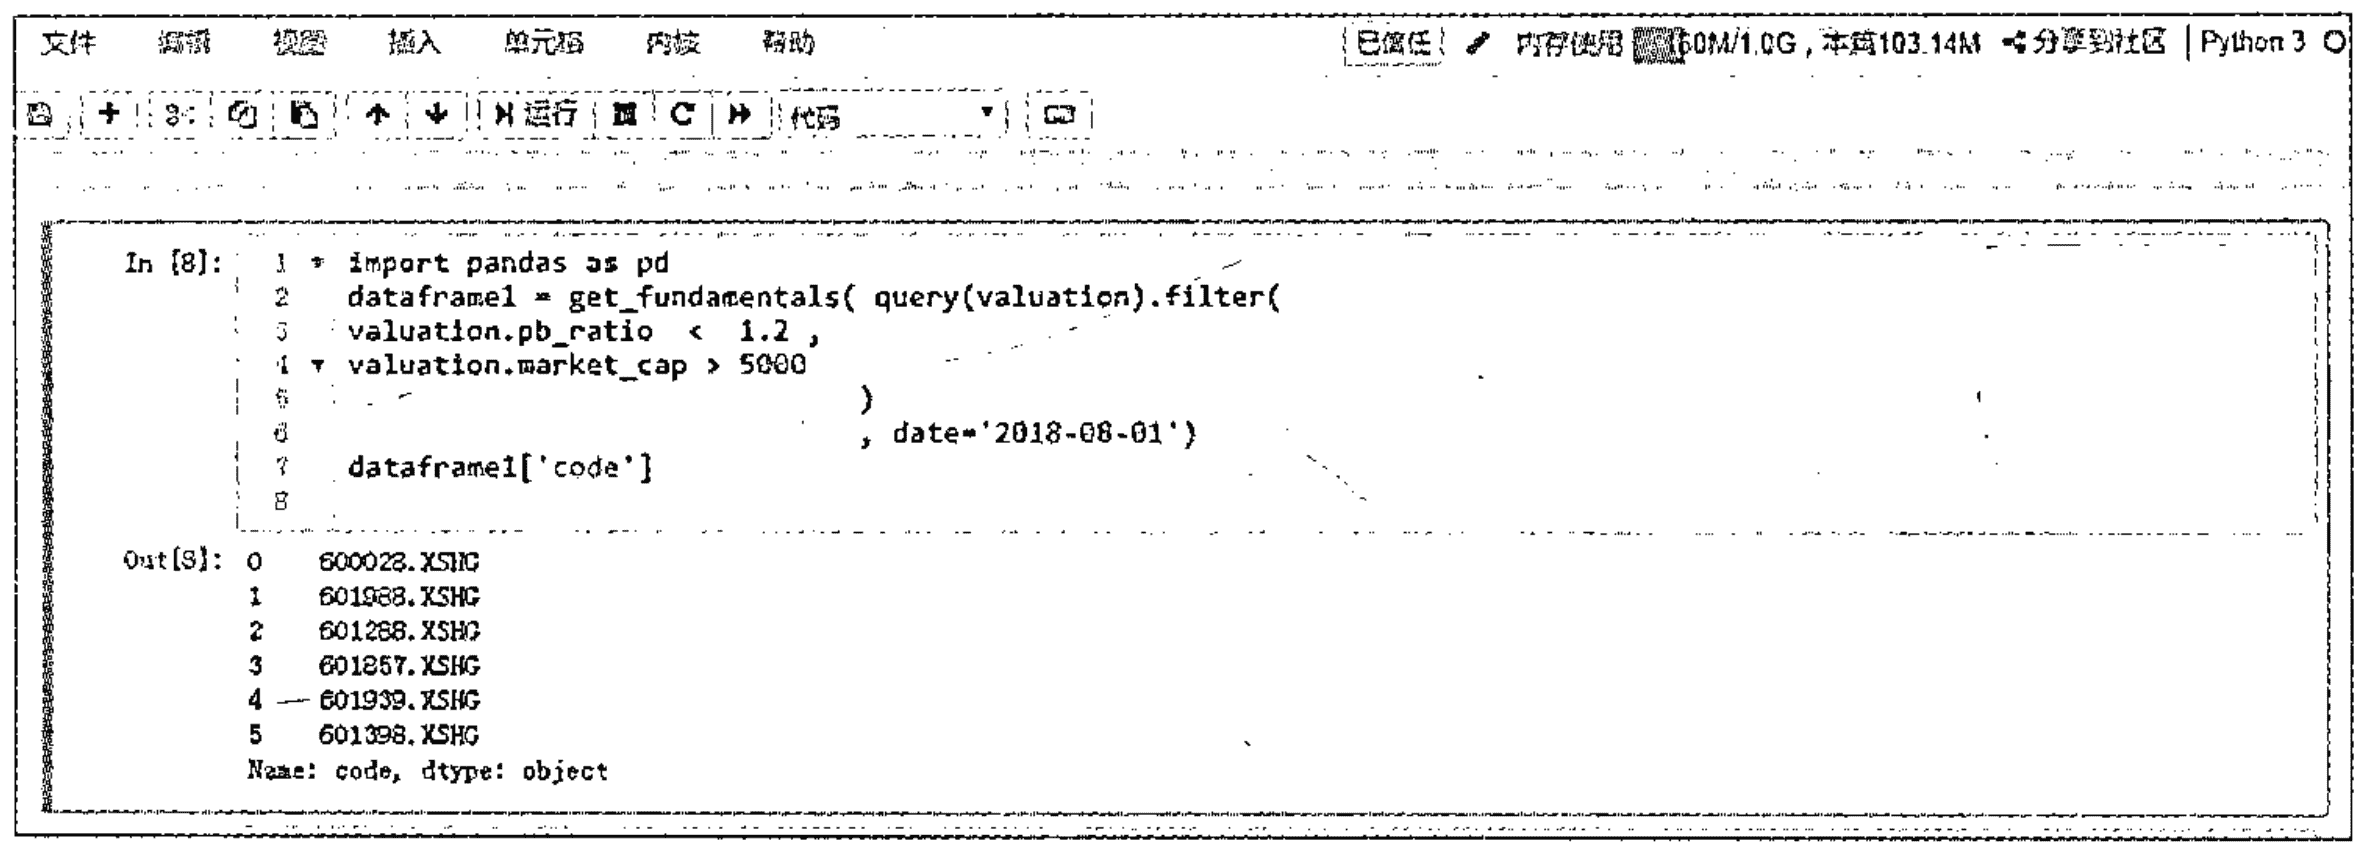 文件 编辑 视图 插入 单元格 内核 帮助 已信任 内存使用 60M/1.0G , 本篇103.14M 分享到社区 Python 3
运行 代码
In [8]: 1 import pandas as pd
2 dataframe1 = get_fundamentals( query(valuation).filter(
3 valuation.pb_ratio < 1.2 ,
4 valuation.market_cap > 5000
5 )
6 , date='2018-08-01')
7 dataframe1['code']
8
Out[8]: 0 600028.XSHG
1 601988.XSHG
2 601288.XSHG
3 601857.XSHG
4 601939.XSHG
5 601398.XSHG
Name: code, dtype: object